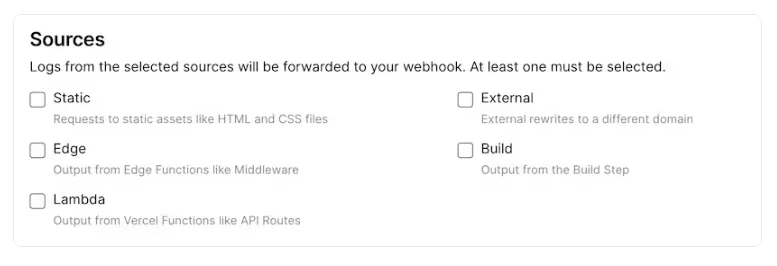 Sources
Logs from the selected sources will be forwarded to your webhook. At least one must be selected.
Static
Requests to static assets like HTML and CSS files
External
External rewrites to a different domain
Edge
Output from Edge Functions like Middleware
Build
Output from the Build Step
Lambda
Output from Vercel Functions like API Routes